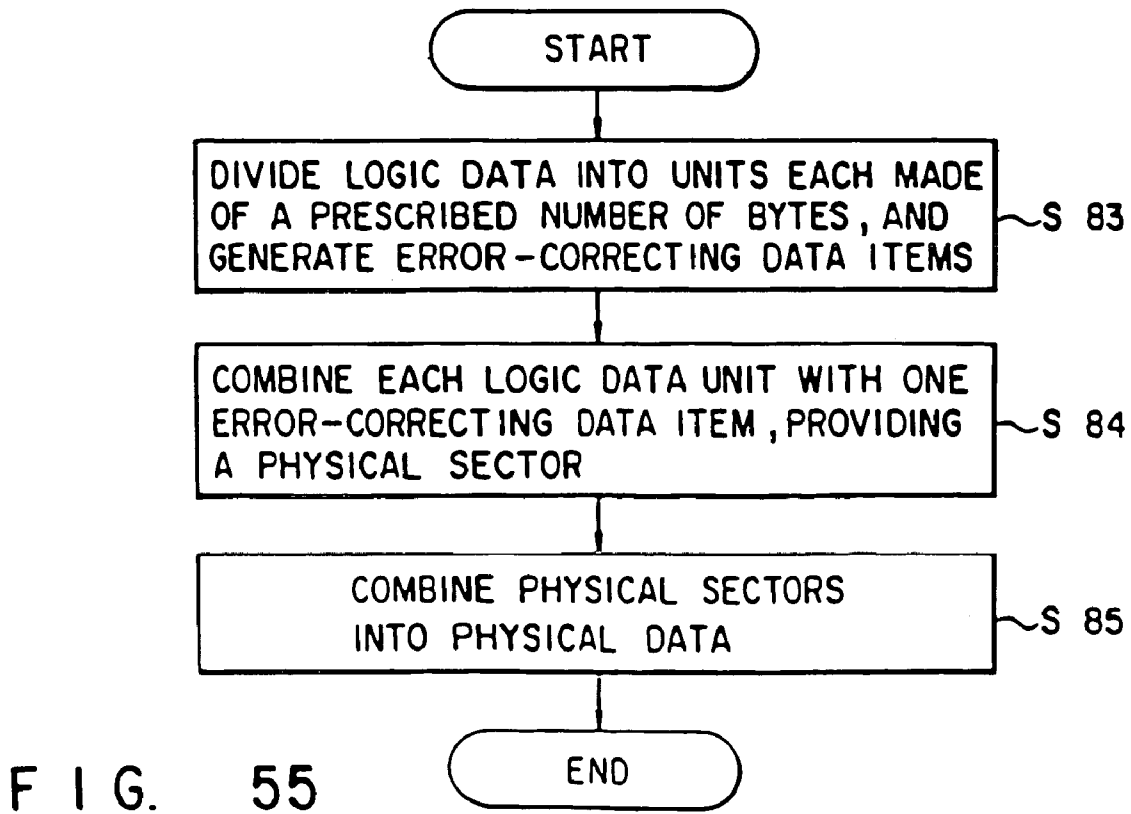 START
DIVIDE LOGIC DATA INTO UNITS EACH MADE
OF A PRESCRIBED NUMBER OF BYTES, AND
GENERATE ERROR-CORRECTING DATA ITEMS
S 83
COMBINE EACH LOGIC DATA UNIT WITH ONE
ERROR-CORRECTING DATA ITEM, PROVIDING
A PHYSICAL SECTOR
S 84
COMBINE PHYSICAL SECTORS
INTO PHYSICAL DATA
S 85
END
FIG. 55